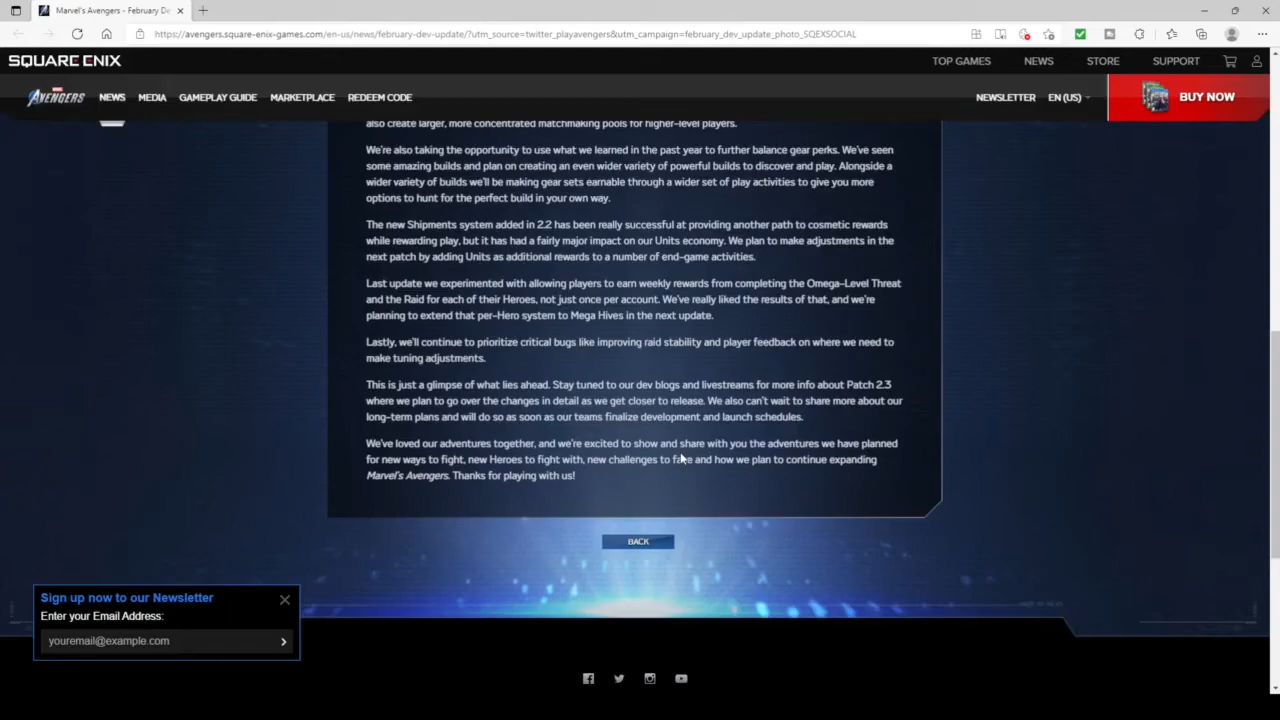 Marvel's Avengers - February De
https://avengers.square-enix-games.com/en-us/news/february-dev-update/?utm_source=twitter_playavengers&utm_campaign=february_dev_update_photo_SQEXSOCIAL
SQUARE ENIX
TOP GAMES NEWS STORE SUPPORT
MARVEL AVENGERS NEWS MEDIA GAMEPLAY GUIDE MARKETPLACE REDEEM CODE NEWSLETTER EN (US) BUY NOW
also create larger, more concentrated matchmaking pools for higher-level players.
We're also taking the opportunity to use what we learned in the past year to further balance gear perks. We've seen
some amazing builds and plan on creating an even wider variety of powerful builds to discover and play. Alongside a
wider variety of builds we'll be making gear sets earnable through a wider set of play activities to give you more
options to hunt for the perfect build in your own way.
The new Shipments system added in 2.2 has been really successful at providing another path to cosmetic rewards
while rewarding play, but it has had a fairly major impact on our Units economy. We plan to make adjustments in the
next patch by adding Units as additional rewards to a number of end-game activities.
Last update we experimented with allowing players to earn weekly rewards from completing the Omega-Level Threat
and the Raid for each of their Heroes, not just once per account. We've really liked the results of that, and we're
planning to extend that per-Hero system to Mega Hives in the next update.
Lastly, we'll continue to prioritize critical bugs like improving raid stability and player feedback on where we need to
make tuning adjustments.
This is just a glimpse of what lies ahead. Stay tuned to our dev blogs and livestreams for more info about Patch 2.3
where we plan to go over the changes in detail as we get closer to release. We also can't wait to share more about our
long-term plans and will do so as soon as our teams finalize development and launch schedules.
We've loved our adventures together, and we're excited to show and share with you the adventures we have planned
for new ways to fight, new Heroes to fight with, new challenges to face and how we plan to continue expanding
Marvel's Avengers. Thanks for playing with us!
BACK
Sign up now to our Newsletter
Enter your Email Address:
youremail@example.com